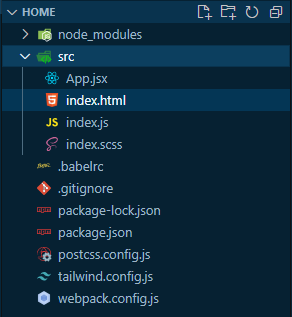 HOME
node_modules
src
App.jsx
index.html
JS index.js
index.scss
.babelrc
.gitignore
package-lock.json
package.json
postcss.config.js
tailwind.config.js
webpack.config.js